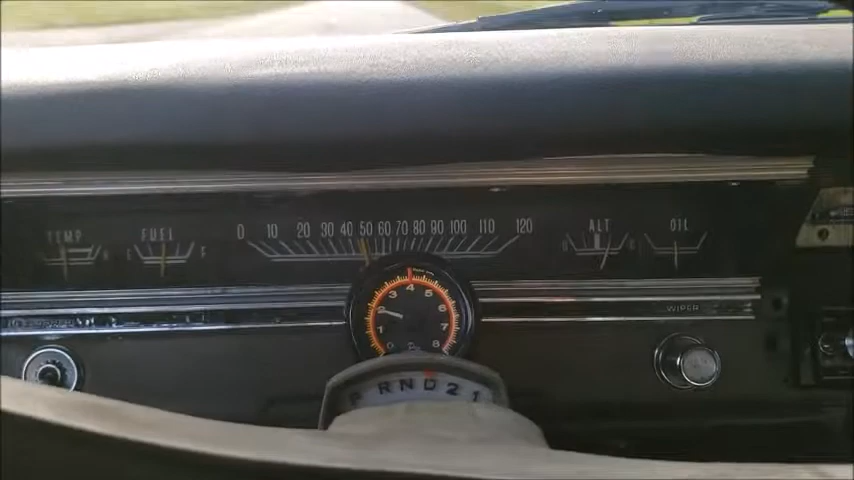 TEMP FUEL 0 10 20 30 40 50 60 70 80 90 100 110 120 ALT OIL
C H E F D C L H
WIPER
1 2 3 4 5 6 7 8
P R N D 2 1